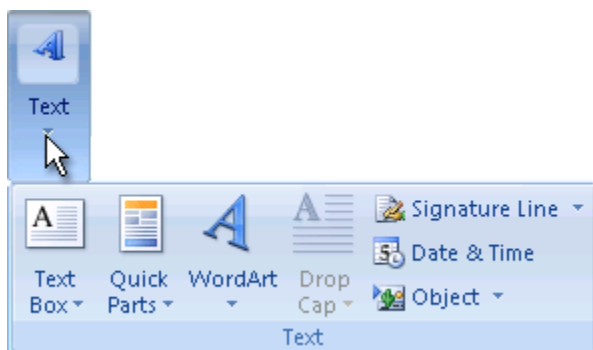 Text
Signature Line
Date & Time
Object
Text Box
Quick Parts
WordArt
Drop Cap
Text